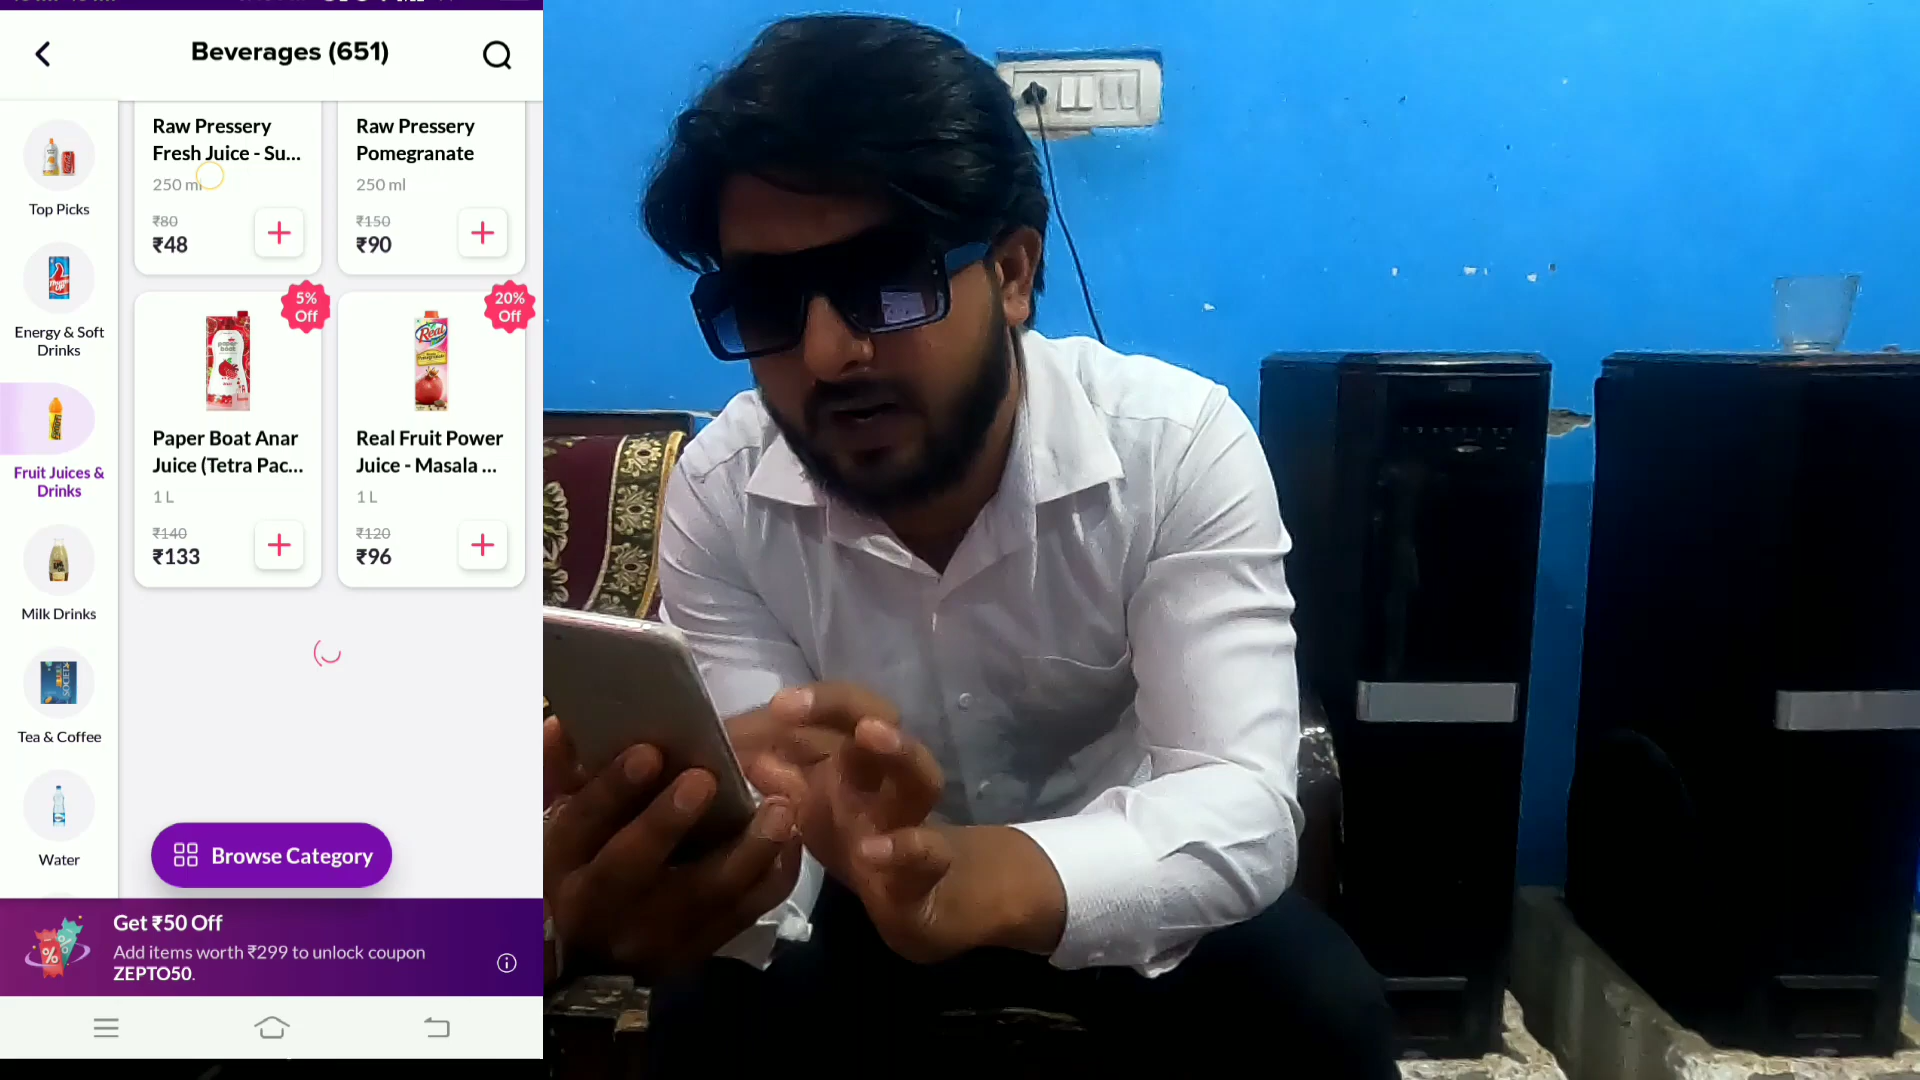 Beverages (651)
Top Picks
Energy & Soft
Drinks
Fruit Juices &
Drinks
Milk Drinks
Tea & Coffee
Water
Raw Pressery
Fresh Juice - Su...
250 ml
₹80
₹48
Raw Pressery
Pomegranate
250 ml
₹150
₹90
5%
Off
paper
boat
Paper Boat Anar
Juice (Tetra Pac...
1 L
₹140
₹133
20%
Off
Real
Real Fruit Power
Juice - Masala ...
1 L
₹120
₹96
Browse Category
Get ₹50 Off
Add items worth ₹299 to unlock coupon
ZEPTO50.